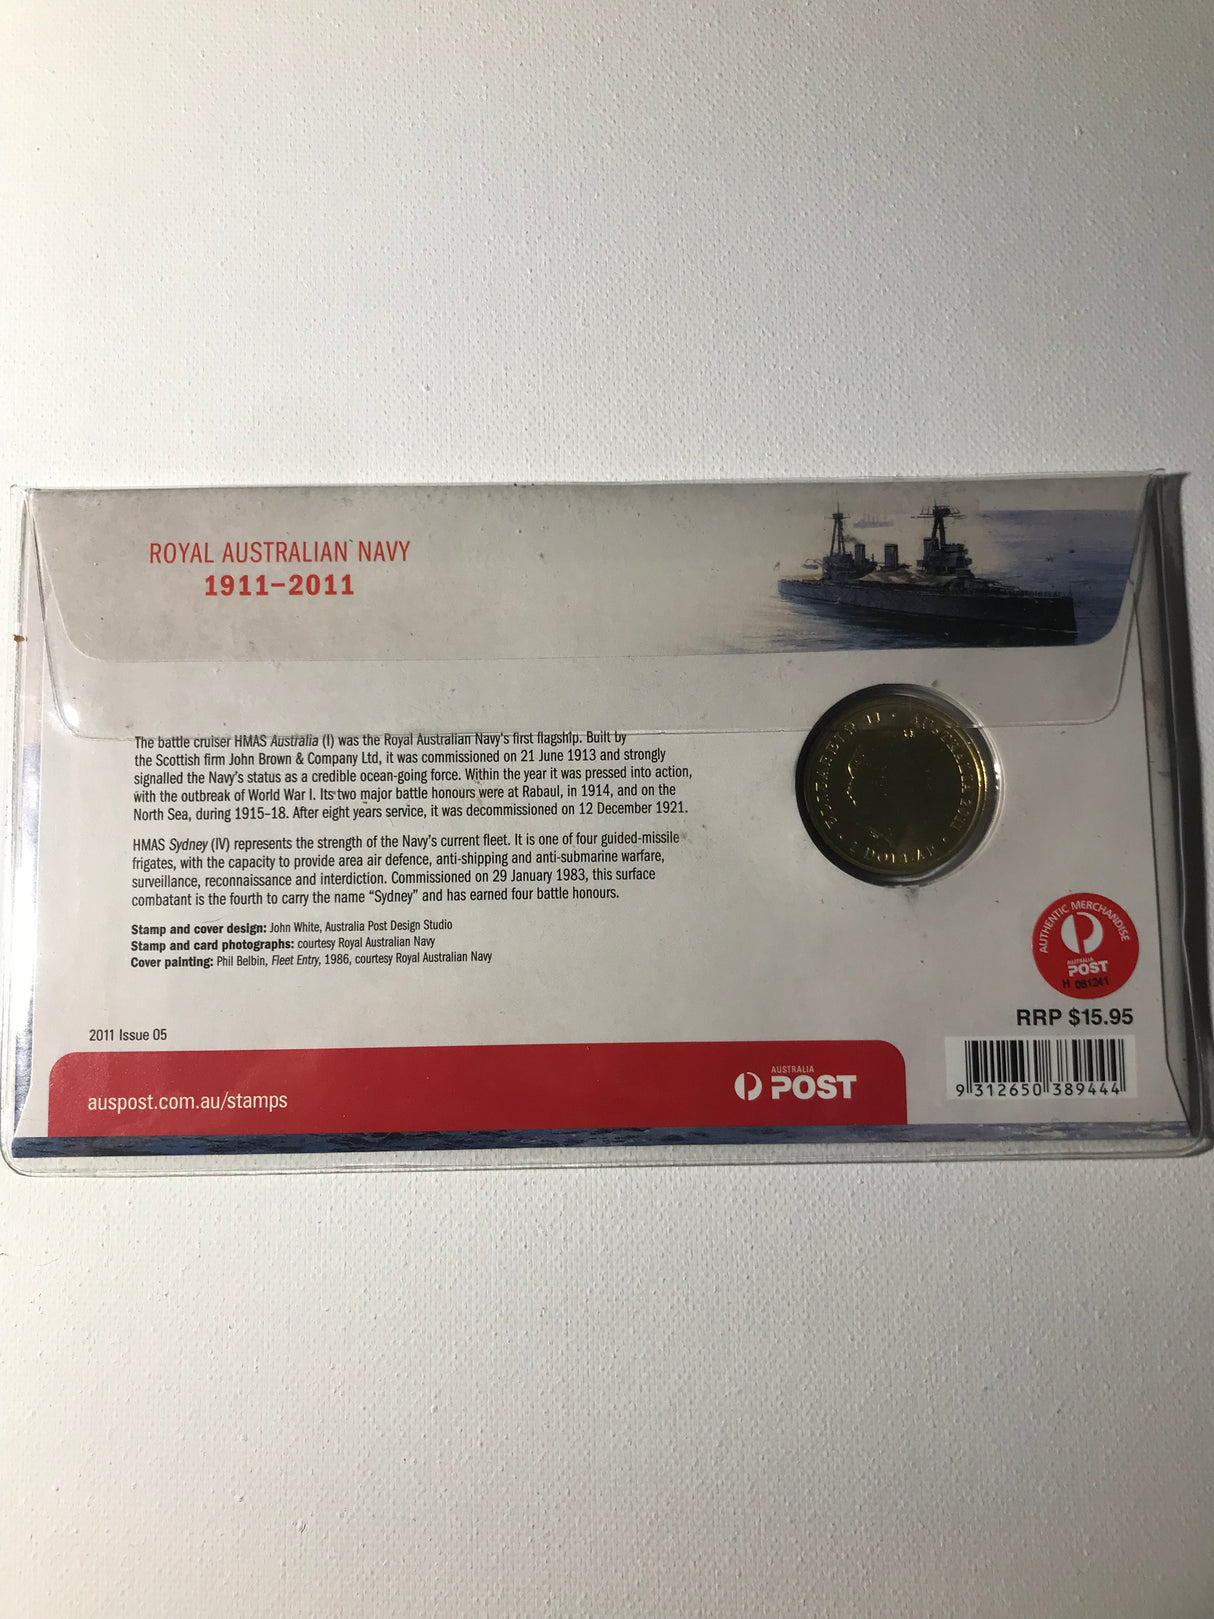 ROYAL AUSTRALIAN NAVY
1911–2011
The battle cruiser HMAS Australia (I) was the Royal Australian Navy's first flagship. Built by
the Scottish firm John Brown & Company Ltd, it was commissioned on 21 June 1913 and strongly
signalled the Navy's status as a credible ocean-going force. Within the year it was pressed into action,
with the outbreak of World War I. Its two major battle honours were at Rabaul, in 1914, and on the
North Sea, during 1915–18. After eight years service, it was decommissioned on 12 December 1921.
HMAS Sydney (IV) represents the strength of the Navy's current fleet. It is one of four guided-missile
frigates, with the capacity to provide area air defence, anti-shipping and anti-submarine warfare,
surveillance, reconnaissance and interdiction. Commissioned on 29 January 1983, this surface
combatant is the fourth to carry the name “Sydney” and has earned four battle honours.
Stamp and cover design: John White, Australia Post Design Studio
Stamp and card photographs: courtesy Royal Australian Navy
Cover painting: Phil Belbin, Fleet Entry, 1986, courtesy Royal Australian Navy
ELIZABETH II · AUSTRALIA 2011
1 DOLLAR
AUTHENTIC MERCHANDISE
AUSTRALIA
POST
H 081241
RRP $15.95
9 312650 389444
2011 Issue 05
auspost.com.au/stamps
AUSTRALIA
POST